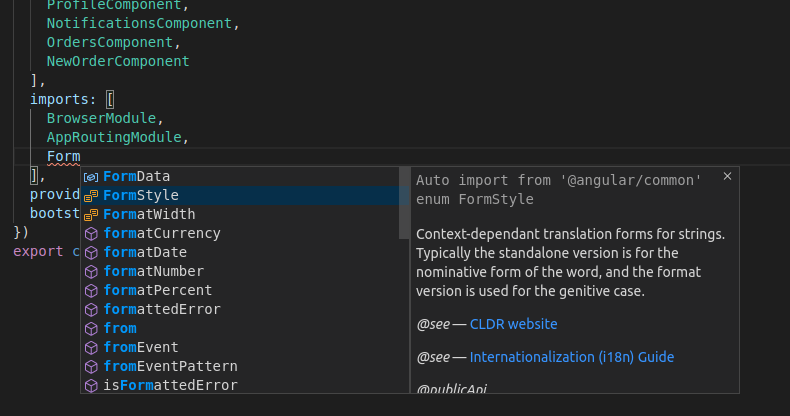 ProfileComponent,
NotificationsComponent,
OrdersComponent,
NewOrderComponent
],
imports: [
BrowserModule,
AppRoutingModule,
Form
],
provid
bootst
})
export c
FormData
FormStyle
FormatWidth
formatCurrency
formatDate
formatNumber
formatPercent
formattedError
from
fromEvent
fromEventPattern
isFormattedError
Auto import from '@angular/common'
enum FormStyle
Context-dependant translation forms for strings.
Typically the standalone version is for the
nominative form of the word, and the format
version is used for the genitive case.
@see — CLDR website
@see — Internationalization (i18n) Guide
@publicApi